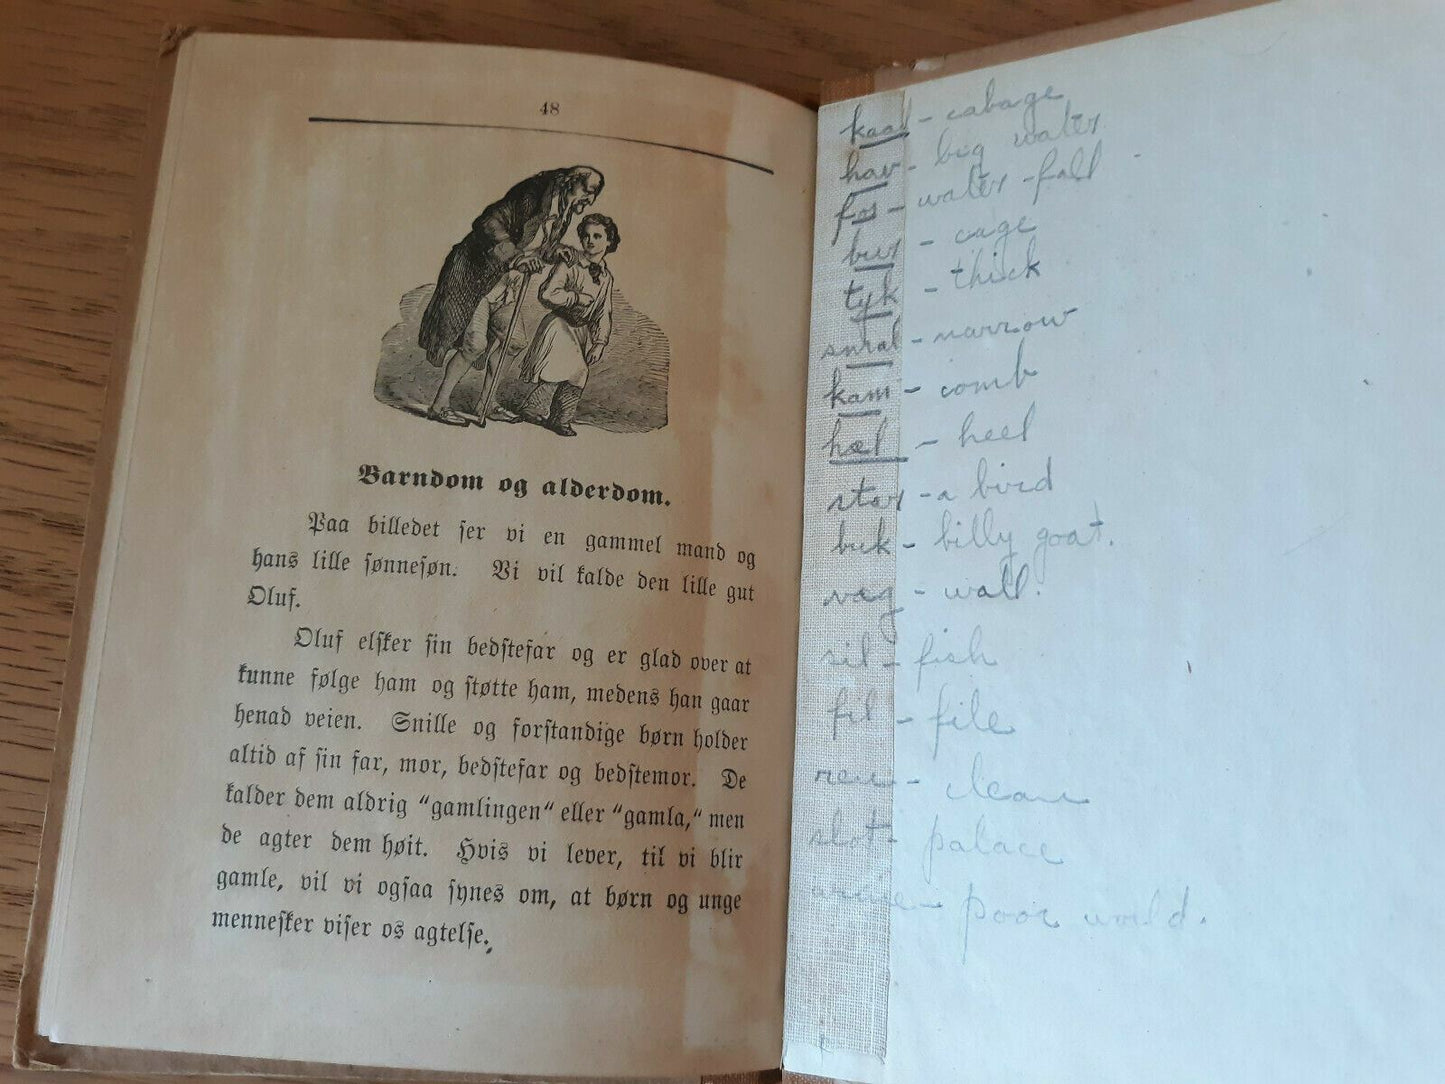 48
Barndom og alderdom.
Paa billedet ser vi en gammel mand og
hans lille sønnesøn. Vi vil kalde den lille gut
Oluf.
Oluf elsker sin bedstefar og er glad over at
kunne følge ham og støtte ham, medens han gaar
henad veien. Snille og forstandige børn holder
altid af sin far, mor, bedstefar og bedstemor. De
kalder dem aldrig "gamlingen" eller "gamla," men
de agter dem høit. Hvis vi lever, til vi blir
gamle, vil vi ogsaa synes om, at børn og unge
mennesker viser os agtelse.
kaal - cabage
hav - big water
fos - water-fall
bur - cage
tyk - thick
smal - narrow
kam - comb
hæl - heel
stær - a bird
buk - billy goat.
væg - wall.
sil - fish
fil - file
ren - clean
slot - palace
- poor world.